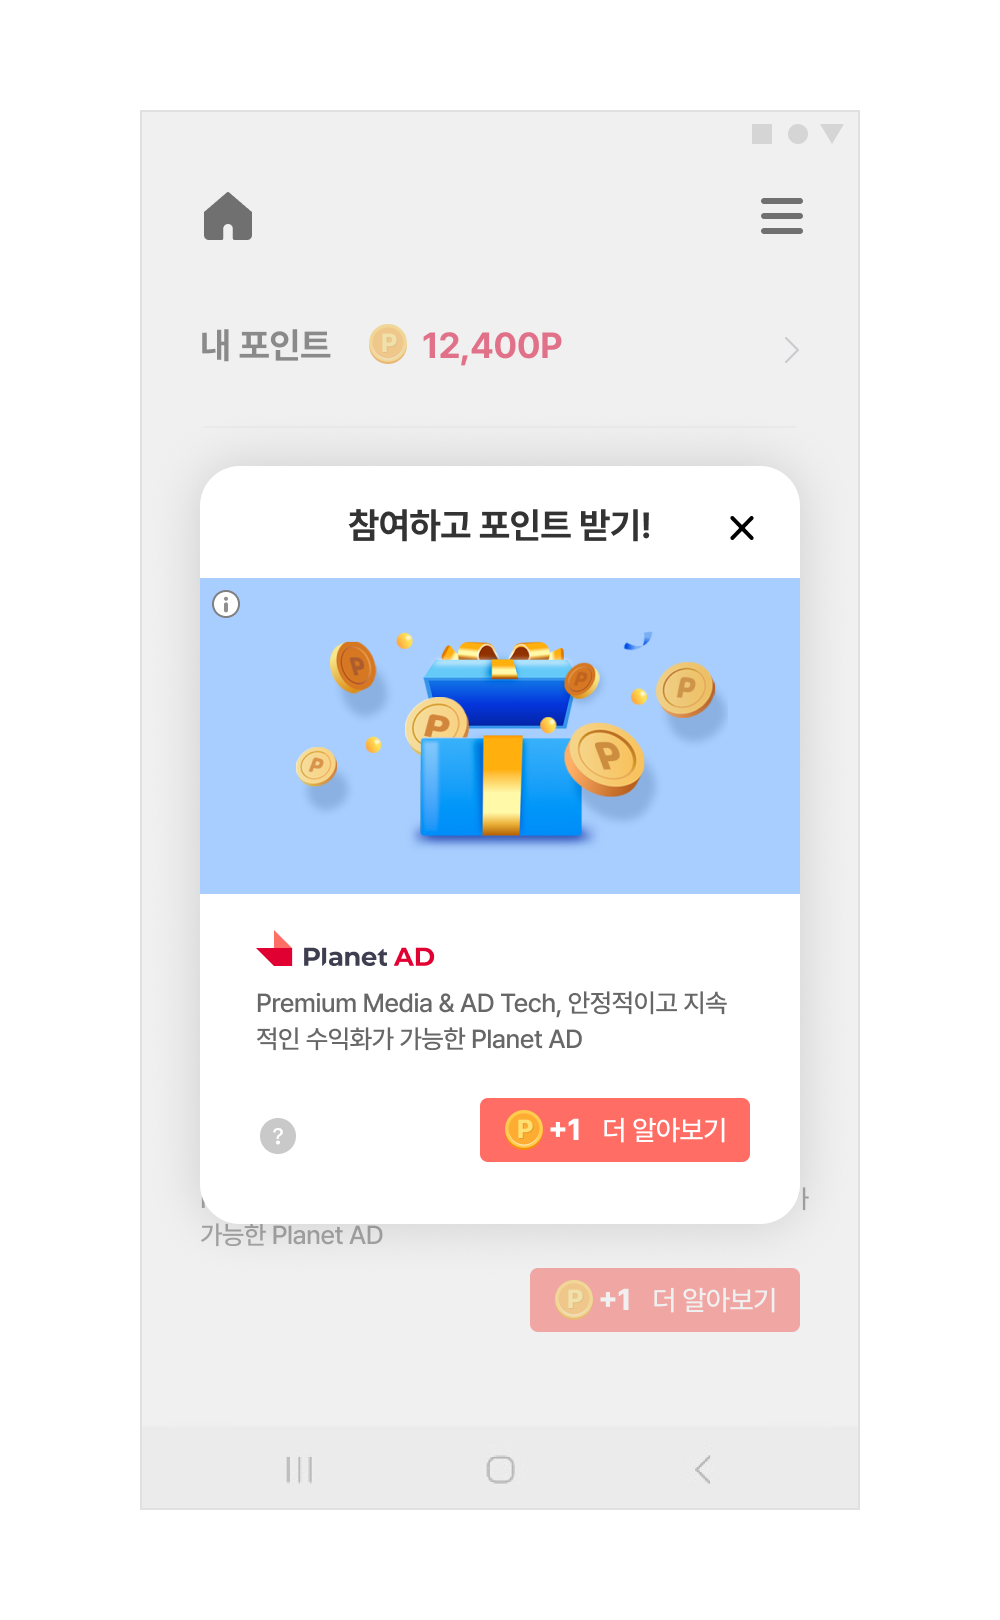 내 포인트 P 12,400P
참여하고 포인트 받기!
P
P
P
P
P
P
Planet AD
Premium Media & AD Tech, 안정적이고 지속
적인 수익화가 가능한 Planet AD
?
P +1 더 알아보기
가능한 Planet AD
P +1 더 알아보기